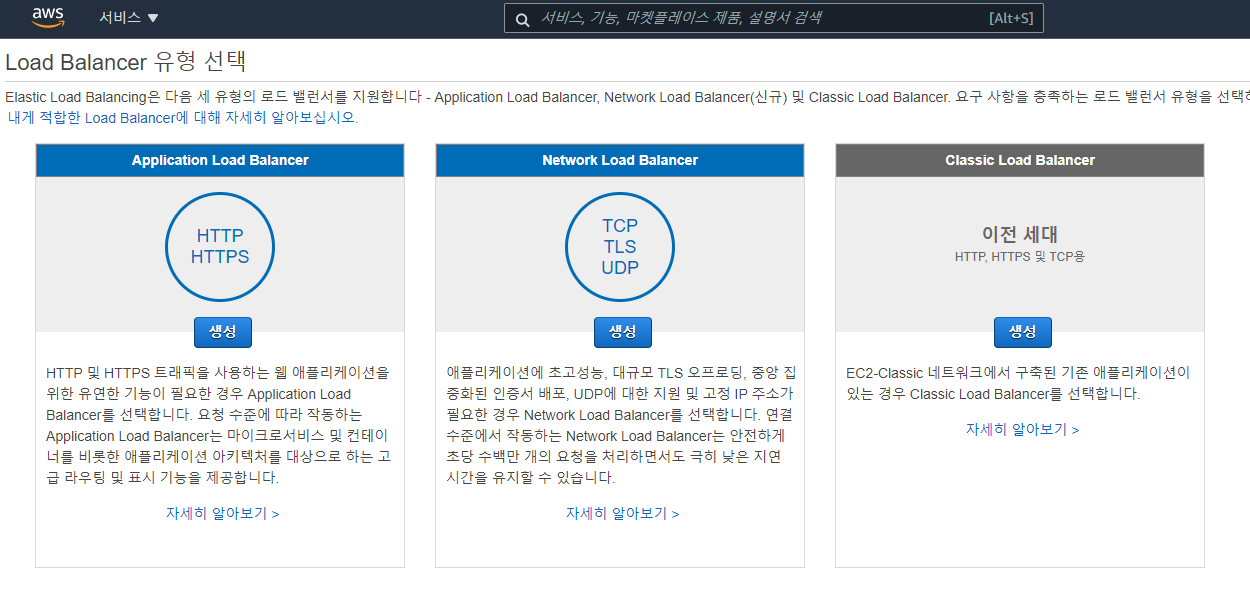 aws 서비스 ▼ 서비스, 기능, 마켓플레이스 제품, 설명서 검색 [Alt+S]
Load Balancer 유형 선택
Elastic Load Balancing은 다음 세 유형의 로드 밸런서를 지원합니다 - Application Load Balancer, Network Load Balancer(신규) 및 Classic Load Balancer. 요구 사항을 충족하는 로드 밸런서 유형을 선택
내게 적합한 Load Balancer에 대해 자세히 알아보십시오.
Application Load Balancer
HTTP
HTTPS
생성
HTTP 및 HTTPS 트래픽을 사용하는 웹 애플리케이션을
위한 유연한 기능이 필요한 경우 Application Load
Balancer를 선택합니다. 요청 수준에 따라 작동하는
Application Load Balancer는 마이크로서비스 및 컨테이
너를 비롯한 애플리케이션 아키텍처를 대상으로 하는 고
급 라우팅 및 표시 기능을 제공합니다.
자세히 알아보기 >
Network Load Balancer
TCP
TLS
UDP
생성
애플리케이션에 초고성능, 대규모 TLS 오프로딩, 중앙 집
중화된 인증서 배포, UDP에 대한 지원 및 고정 IP 주소가
필요한 경우 Network Load Balancer를 선택합니다. 연결
수준에서 작동하는 Network Load Balancer는 안전하게
초당 수백만 개의 요청을 처리하면서도 극히 낮은 지연
시간을 유지할 수 있습니다.
자세히 알아보기 >
Classic Load Balancer
이전 세대
HTTP, HTTPS 및 TCP용
생성
EC2-Classic 네트워크에서 구축된 기존 애플리케이션이
있는 경우 Classic Load Balancer를 선택합니다.
자세히 알아보기 >